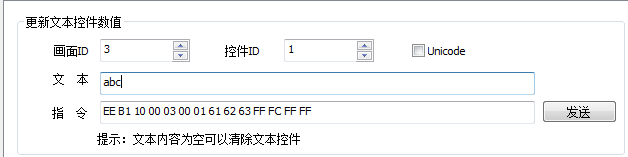 更新文本控件数值
画面ID 3 控件ID 1 Unicode
文 本 abc
指 令 EE B1 10 00 03 00 01 61 62 63 FF FC FF FF 发送
提示：文本内容为空可以清除文本控件